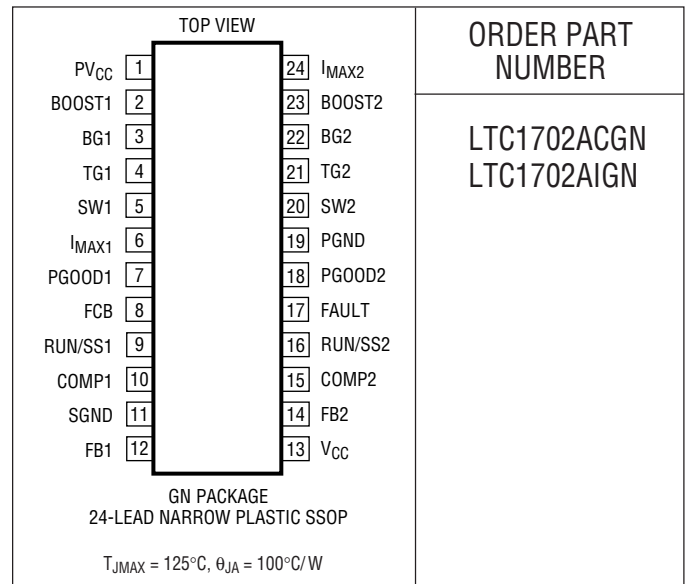 TOP VIEW
PVCC 1
BOOST1 2
BG1 3
TG1 4
SW1 5
IMAX1 6
PGOOD1 7
FCB 8
RUN/SS1 9
COMP1 10
SGND 11
FB1 12
24 IMAX2
23 BOOST2
22 BG2
21 TG2
20 SW2
19 PGND
18 PGOOD2
17 FAULT
16 RUN/SS2
15 COMP2
14 FB2
13 VCC
GN PACKAGE
24-LEAD NARROW PLASTIC SSOP
TJMAX = 125°C, θJA = 100°C/W
ORDER PART
NUMBER
LTC1702ACGN
LTC1702AIGN